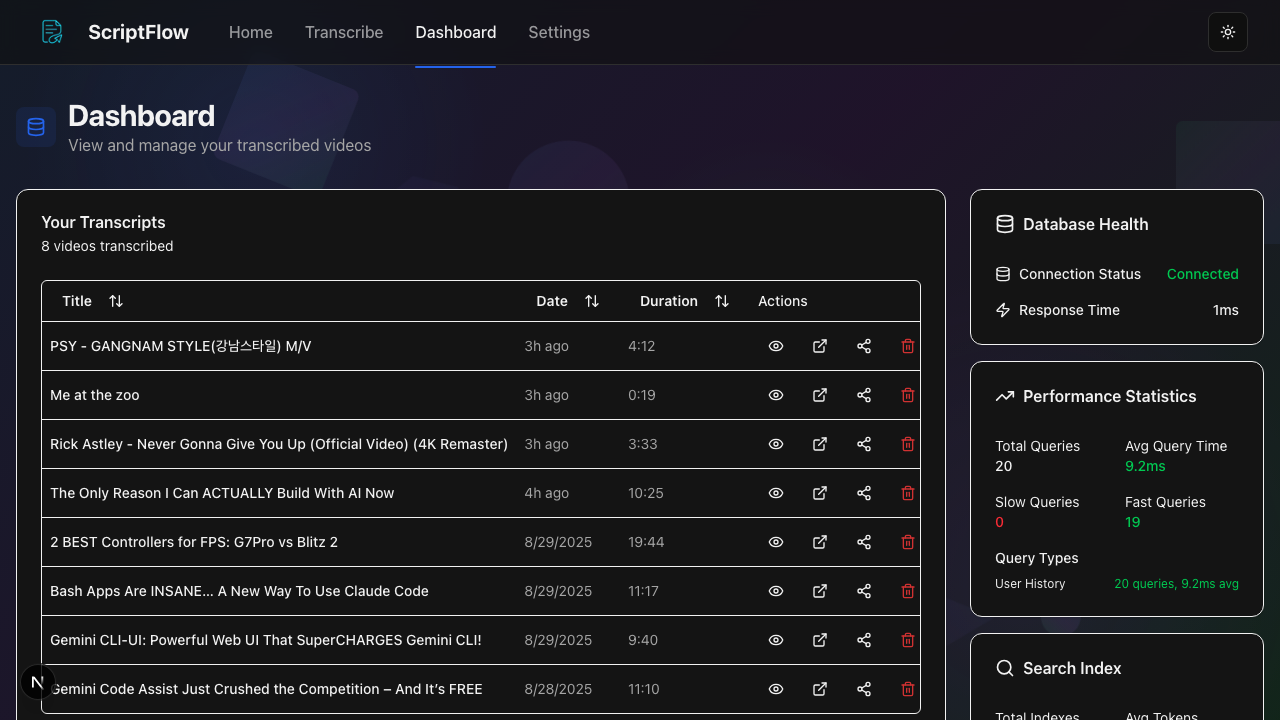 ScriptFlow Home Transcribe Dashboard Settings
Dashboard
View and manage your transcribed videos
Your Transcripts
8 videos transcribed
Title Date Duration Actions
PSY - GANGNAM STYLE(강남스타일) M/V 3h ago 4:12
Me at the zoo 3h ago 0:19
Rick Astley - Never Gonna Give You Up (Official Video) (4K Remaster) 3h ago 3:33
The Only Reason I Can ACTUALLY Build With AI Now 4h ago 10:25
2 BEST Controllers for FPS: G7Pro vs Blitz 2 8/29/2025 19:44
Bash Apps Are INSANE... A New Way To Use Claude Code 8/29/2025 11:17
Gemini CLI-UI: Powerful Web UI That SuperCHARGES Gemini CLI! 8/29/2025 9:40
Gemini Code Assist Just Crushed the Competition – And It’s FREE 8/28/2025 11:10
N
Database Health
Connection Status Connected
Response Time 1ms
Performance Statistics
Total Queries Avg Query Time
20 9.2ms
Slow Queries Fast Queries
0 19
Query Types
User History 20 queries, 9.2ms avg
Search Index
Total Indexes Avg Tokens